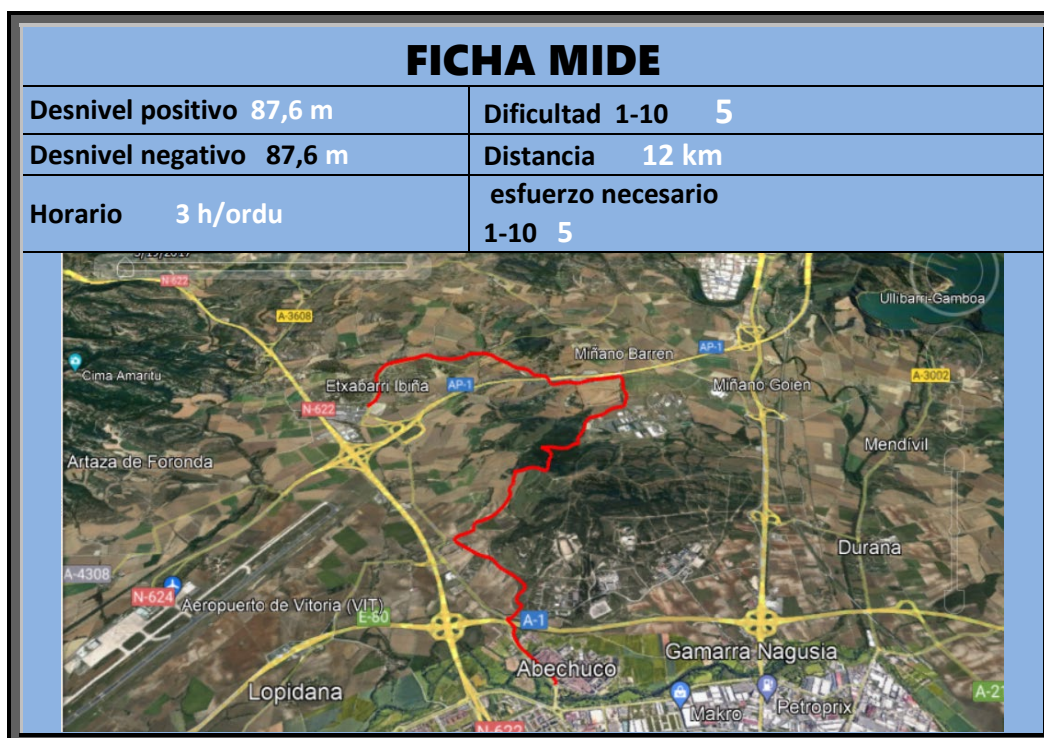 FICHA MIDE
Desnivel positivo 87,6 m
Dificultad 1-10 5
Desnivel negativo 87,6 m
Distancia 12 km
Horario 3 h/ordu
esfuerzo necesario
1-10 5
N-622
A-3608
Ullibarri-Gamboa
Cima Amaritu
Miñano Barren
AP-1
Etxabarri Ibiña
AP-1
Miñano Goien
A-3002
N-622
Artaza de Foronda
Mendívil
Durana
A-4308
N-624
Aeropuerto de Vitoria (VIT)
E-80
A-1
Abechuco
Gamarra Nagusia
Lopidana
Makro
Petroprix
N-622